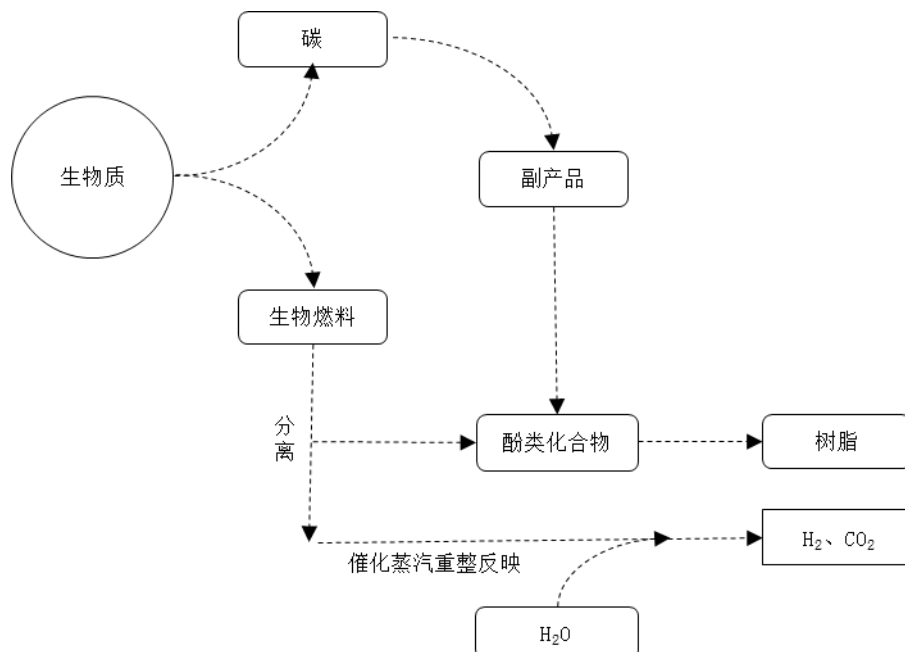 碳
生物质
副产品
生物燃料
分
离
酚类化合物
树脂
H₂、CO₂
催化蒸汽重整反映
H₂O